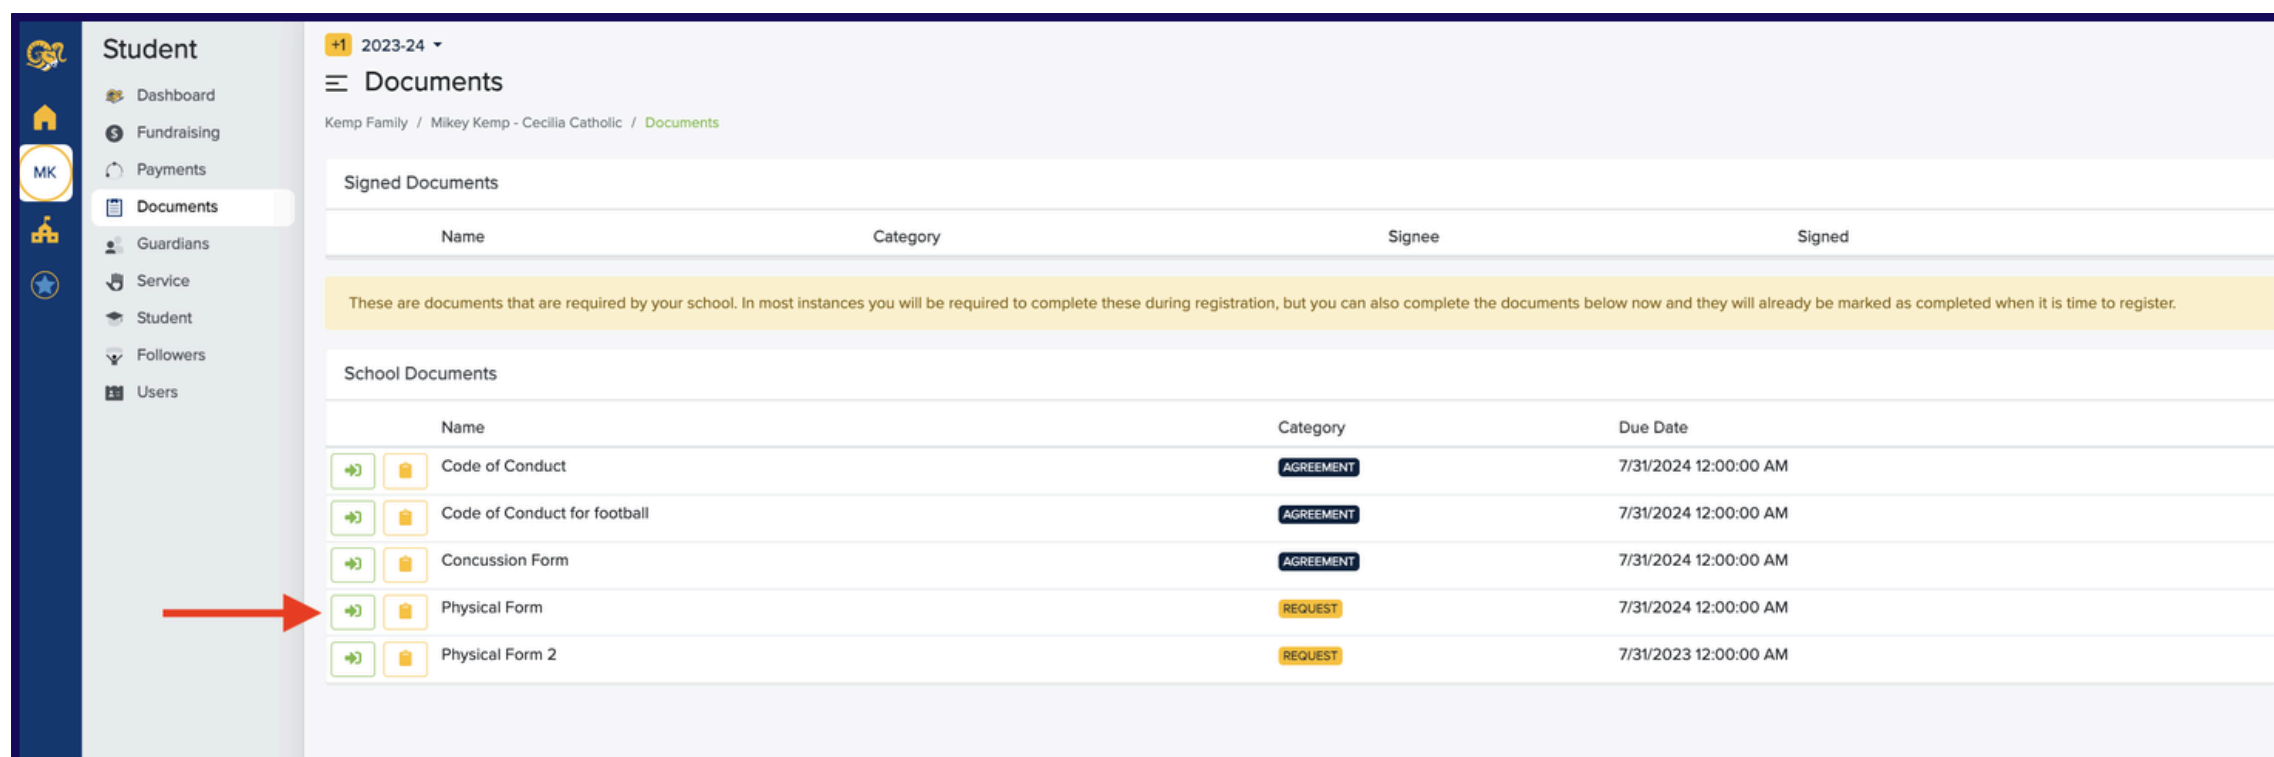 Student
Dashboard
Fundraising
Payments
Documents
Guardians
Service
Student
Followers
Users
MK
+1 2023-24
Documents
Kemp Family / Mikey Kemp - Cecilia Catholic / Documents
Signed Documents
Name Category Signee Signed
These are documents that are required by your school. In most instances you will be required to complete these during registration, but you can also complete the documents below now and they will already be marked as completed when it is time to register.
School Documents
Name Category Due Date
Code of Conduct AGREEMENT 7/31/2024 12:00:00 AM
Code of Conduct for football AGREEMENT 7/31/2024 12:00:00 AM
Concussion Form AGREEMENT 7/31/2024 12:00:00 AM
Physical Form REQUEST 7/31/2024 12:00:00 AM
Physical Form 2 REQUEST 7/31/2023 12:00:00 AM